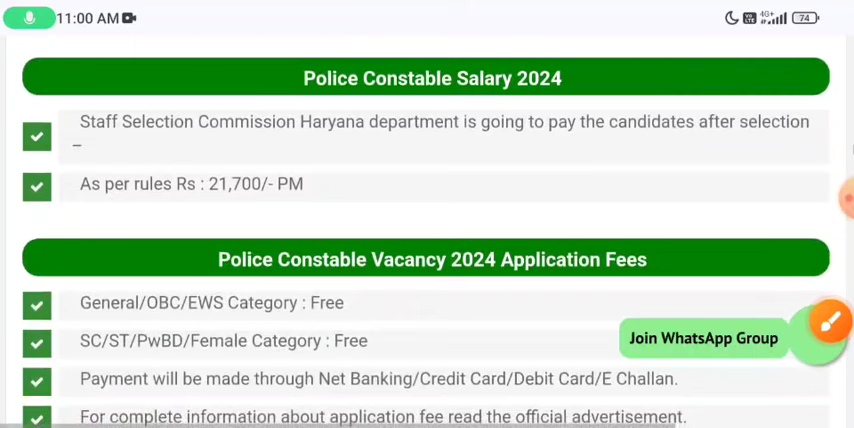 11:00 AM
4G+
74
Police Constable Salary 2024
Staff Selection Commission Haryana department is going to pay the candidates after selection
–
As per rules Rs : 21,700/- PM
Police Constable Vacancy 2024 Application Fees
General/OBC/EWS Category : Free
SC/ST/PwBD/Female Category : Free
Join WhatsApp Group
Payment will be made through Net Banking/Credit Card/Debit Card/E Challan.
For complete information about application fee read the official advertisement.